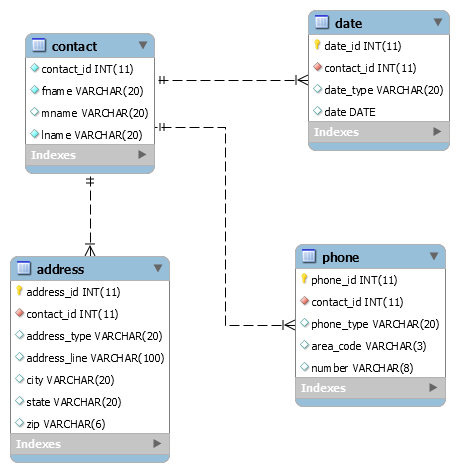 contact
contact_id INT(11)
fname VARCHAR(20)
mname VARCHAR(20)
lname VARCHAR(20)
Indexes
date
date_id INT(11)
contact_id INT(11)
date_type VARCHAR(20)
date DATE
Indexes
address
address_id INT(11)
contact_id INT(11)
address_type VARCHAR(20)
address_line VARCHAR(100)
city VARCHAR(20)
state VARCHAR(20)
zip VARCHAR(6)
Indexes
phone
phone_id INT(11)
contact_id INT(11)
phone_type VARCHAR(20)
area_code VARCHAR(3)
number VARCHAR(8)
Indexes